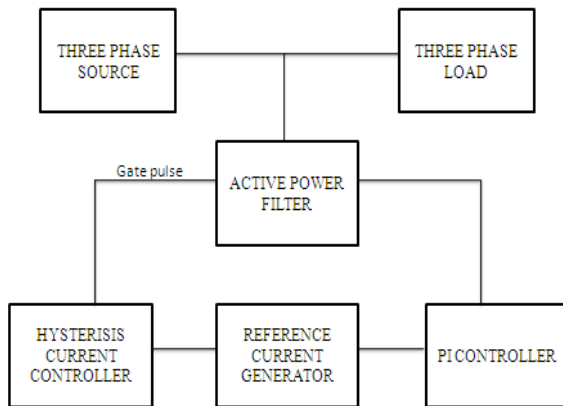 THREE PHASE
SOURCE
THREE PHASE
LOAD
Gate pulse
ACTIVE POWER
FILTER
HYSTERISIS
CURRENT
CONTROLLER
REFERENCE
CURRENT
GENERATOR
PI CONTROLLER